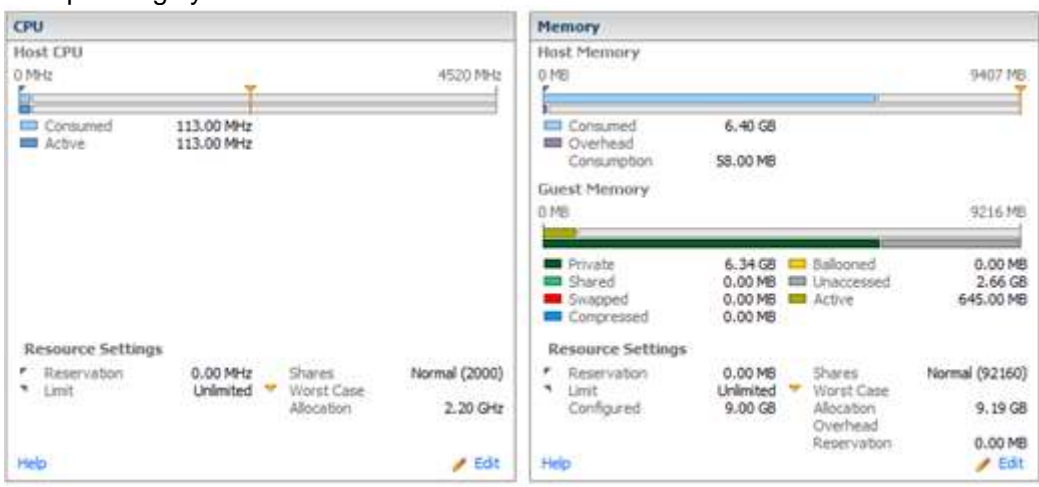 CPU
Host CPU
0 MHz 4520 MHz
Consumed 113.00 MHz
Active 113.00 MHz
Resource Settings
Reservation 0.00 MHz Shares Normal (2000)
Limit Unlimited Worst Case
Allocation 2.20 GHz
Help Edit
Memory
Host Memory
0 MB 9407 MB
Consumed 6.40 GB
Overhead
Consumption 58.00 MB
Guest Memory
0 MB 9216 MB
Private 6.34 GB Ballooned 0.00 MB
Shared 0.00 MB Unaccessed 2.66 GB
Swapped 0.00 MB Active 645.00 MB
Compressed 0.00 MB
Resource Settings
Reservation 0.00 MB Shares Normal (92160)
Limit Unlimited Worst Case
Configured 9.00 GB Allocation 9.19 GB
Overhead
Reservation 0.00 MB
Help Edit